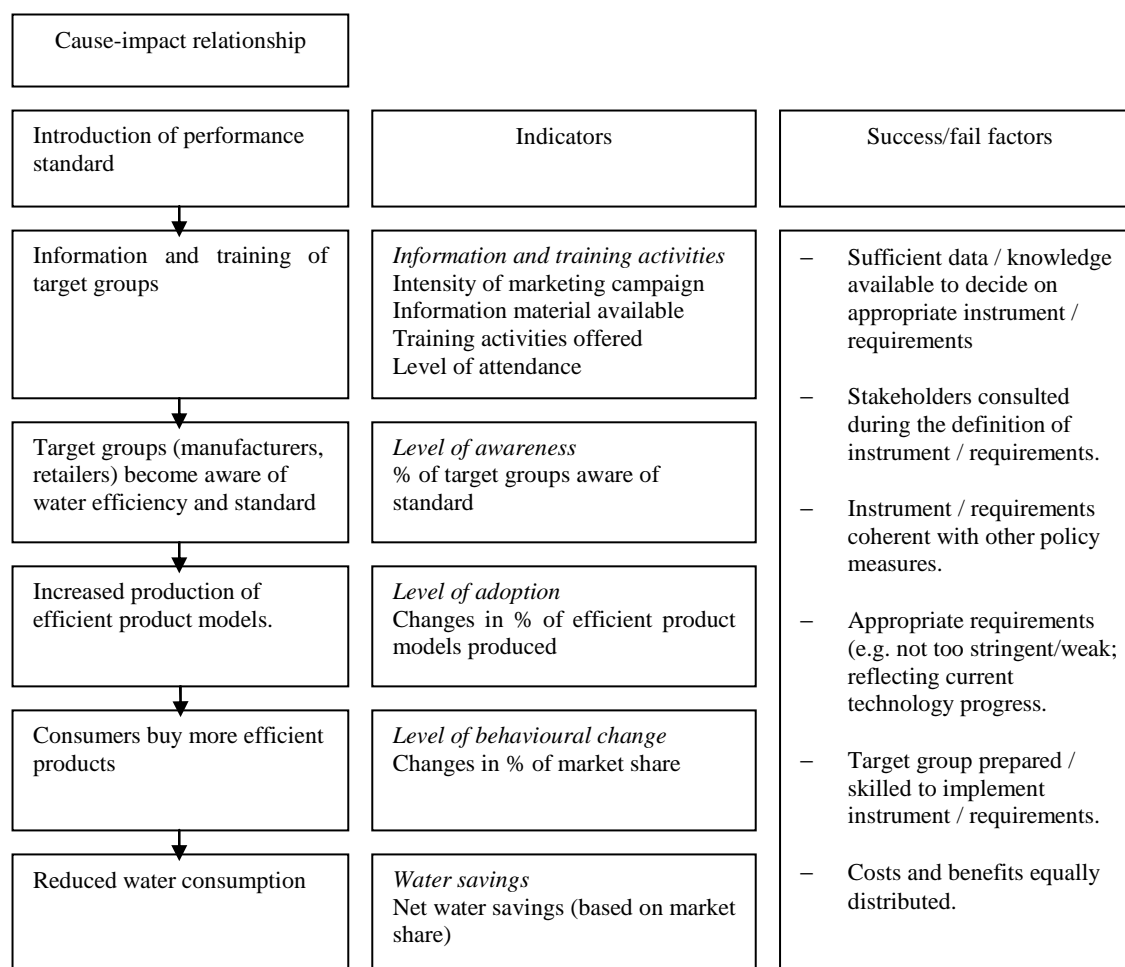 Cause-impact relationship
Introduction of performance
standard
Indicators
Success/fail factors
Information and training of
target groups
Information and training activities
Intensity of marketing campaign
Information material available
Training activities offered
Level of attendance
Target groups (manufacturers,
retailers) become aware of
water efficiency and standard
Level of awareness
% of target groups aware of
standard
Increased production of
efficient product models.
Level of adoption
Changes in % of efficient product
models produced
Consumers buy more efficient
products
Level of behavioural change
Changes in % of market share
Reduced water consumption
Water savings
Net water savings (based on market
share)
– Sufficient data / knowledge
available to decide on
appropriate instrument /
requirements
– Stakeholders consulted
during the definition of
instrument / requirements.
– Instrument / requirements
coherent with other policy
measures.
– Appropriate requirements
(e.g. not too stringent/weak;
reflecting current
technology progress.
– Target group prepared /
skilled to implement
instrument / requirements.
– Costs and benefits equally
distributed.